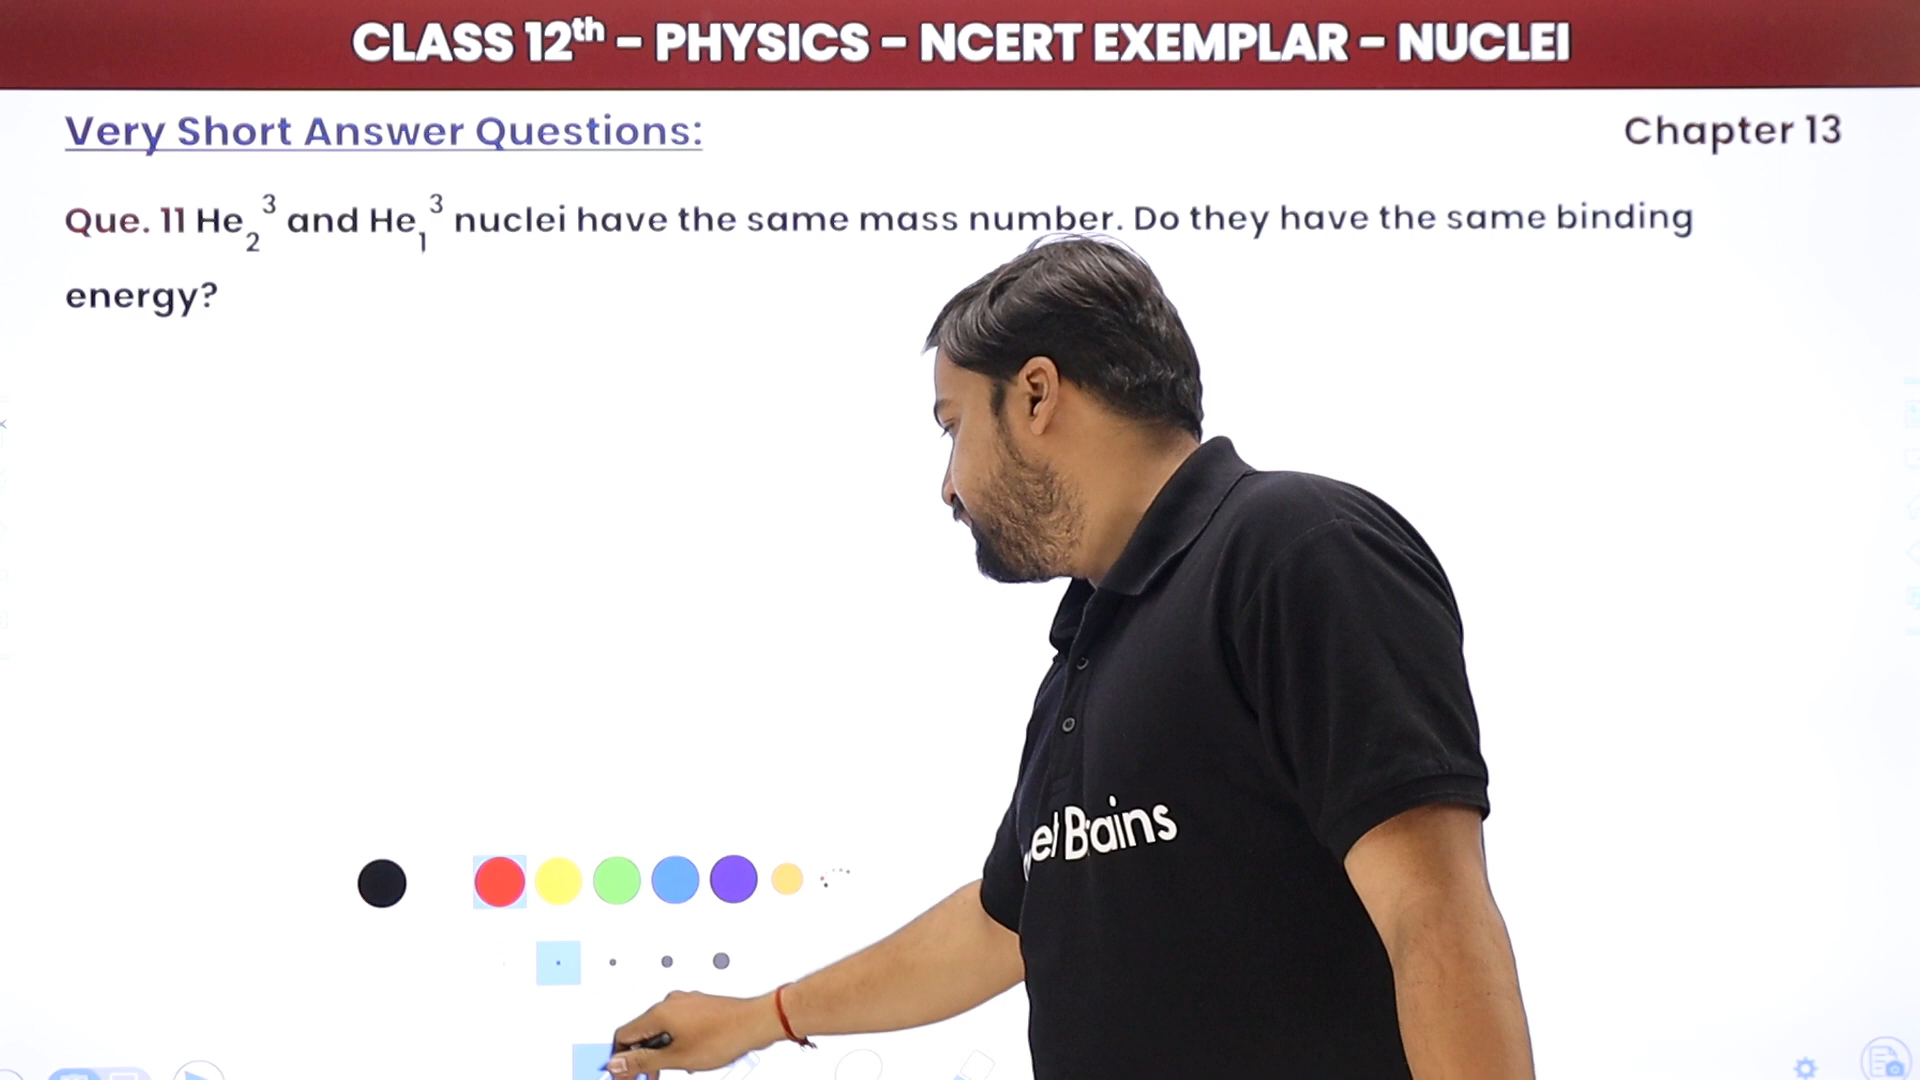 CLASS 12th - PHYSICS - NCERT EXEMPLAR - NUCLEI
Very Short Answer Questions:
Chapter 13
Que. 11 He₂³ and He₁³ nuclei have the same mass number. Do they have the same binding
energy?
Brains